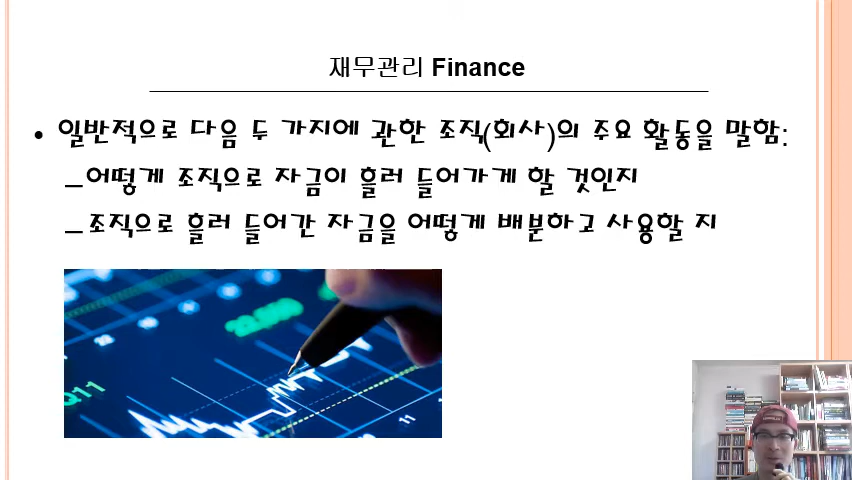 재무관리 Finance
• 일반적으로 다음 두 가지에 관한 조직(회사)의 주요 활동을 말함:
–어떻게 조직으로 자금이 흘러 들어가게 할 것인지
–조직으로 흘러 들어간 자금을 어떻게 배분하고 사용할 지
Q11
22
11